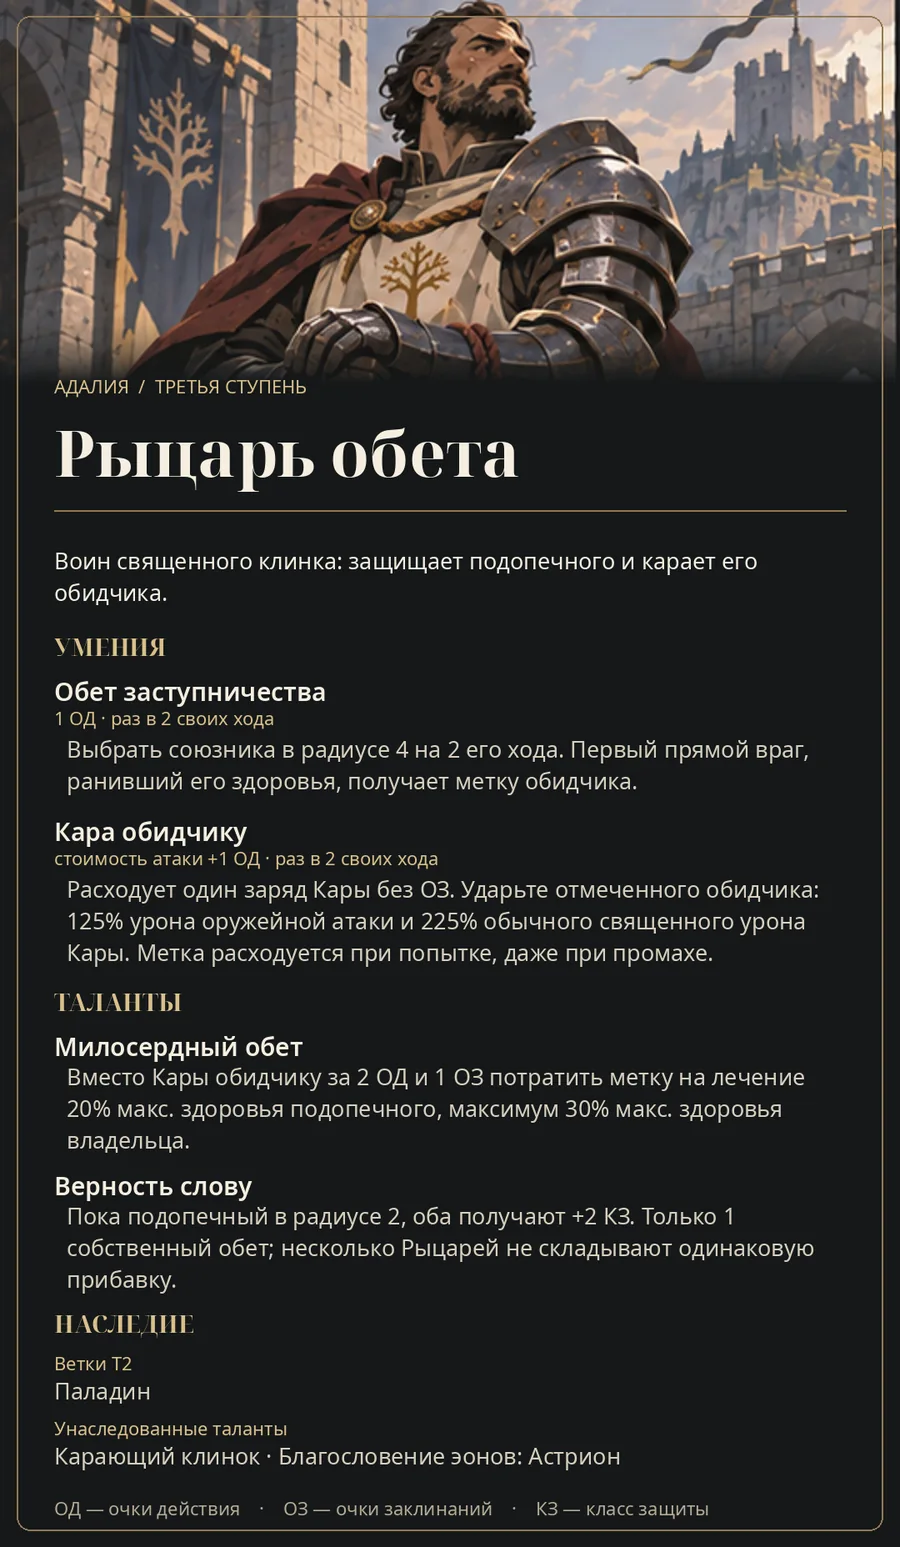 АДАЛИЯ / ТРЕТЬЯ СТУПЕНЬ
Рыцарь обета
Воин священного клинка: защищает подопечного и карает его
обидчика.
УМЕНИЯ
Обет заступничества
1 ОД · раз в 2 своих хода
Выбрать союзника в радиусе 4 на 2 его хода. Первый прямой враг,
ранивший его здоровья, получает метку обидчика.
Кара обидчику
стоимость атаки +1 ОД · раз в 2 своих хода
Расходует один заряд Кары без ОЗ. Ударьте отмеченного обидчика:
125% урона оружейной атаки и 225% обычного священного урона
Кары. Метка расходуется при попытке, даже при промахе.
ТАЛАНТЫ
Милосердный обет
Вместо Кары обидчику за 2 ОД и 1 ОЗ потратить метку на лечение
20% макс. здоровья подопечного, максимум 30% макс. здоровья
владельца.
Верность слову
Пока подопечный в радиусе 2, оба получают +2 КЗ. Только 1
собственный обет; несколько Рыцарей не складывают одинаковую
прибавку.
НАСЛЕДИЕ
Ветки Т2
Паладин
Унаследованные таланты
Карающий клинок · Благословение эонов: Астрион
ОД — очки действия · ОЗ — очки заклинаний · КЗ — класс защиты